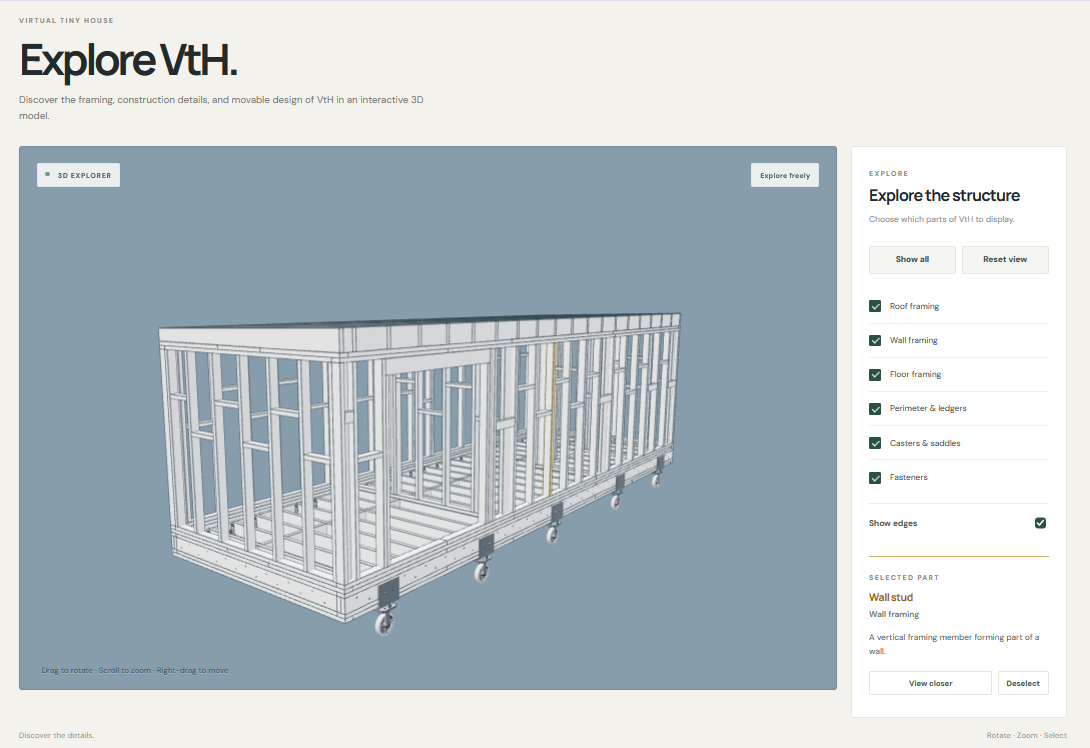 VIRTUAL TINY HOUSE
Explore VtH.
Discover the framing, construction details, and movable design of VtH in an interactive 3D
model.
3D EXPLORER
Explore freely
Drag to rotate · Scroll to zoom · Right-drag to move
EXPLORE
Explore the structure
Choose which parts of VtH to display.
Show all
Reset view
Roof framing
Wall framing
Floor framing
Perimeter & ledgers
Casters & saddles
Fasteners
Show edges
SELECTED PART
Wall stud
Wall framing
A vertical framing member forming part of a
wall.
View closer
Deselect
Discover the details.
Rotate · Zoom · Select